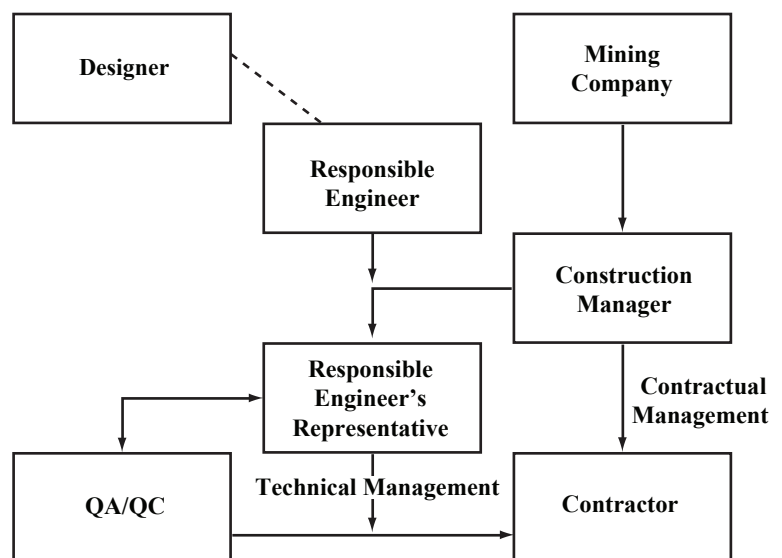 Designer
Mining
Company
Responsible
Engineer
Construction
Manager
Responsible
Engineer’s
Representative
Contractual
Management
QA/QC
Technical Management
Contractor